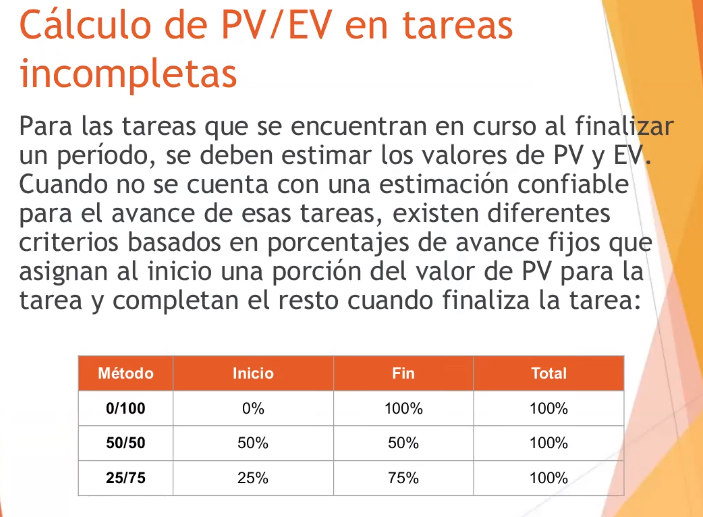 Cálculo de PV/EV en tareas
incompletas
Para las tareas que se encuentran en curso al finalizar
un período, se deben estimar los valores de PV y EV.
Cuando no se cuenta con una estimación confiable
para el avance de esas tareas, existen diferentes
criterios basados en porcentajes de avance fijos que
asignan al inicio una porción del valor de PV para la
tarea y completan el resto cuando finaliza la tarea:
Método Inicio Fin Total
0/100 0% 100% 100%
50/50 50% 50% 100%
25/75 25% 75% 100%